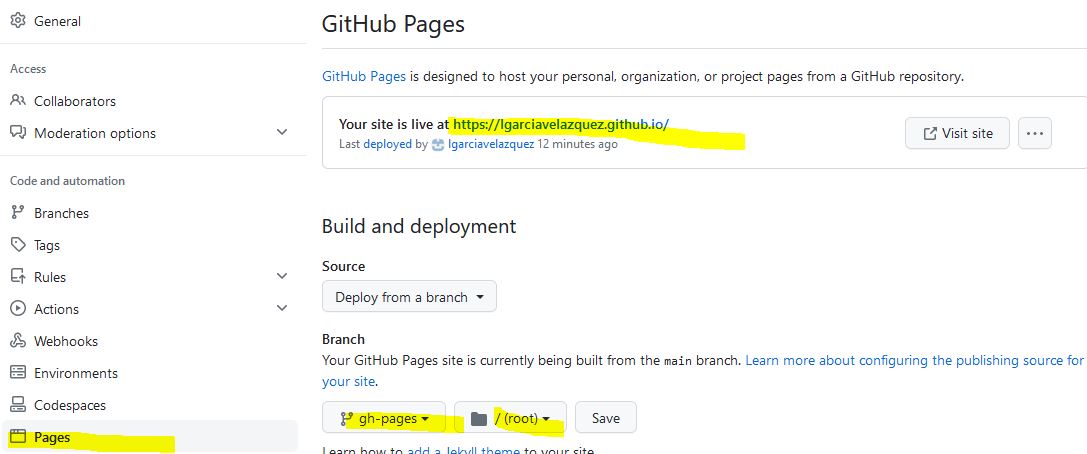 General
Access
Collaborators
Moderation options
Code and automation
Branches
Tags
Rules
Actions
Webhooks
Environments
Codespaces
Pages
GitHub Pages
GitHub Pages is designed to host your personal, organization, or project pages from a GitHub repository.
Your site is live at https://lgarciavelazquez.github.io/
Last deployed by lgarciavelazquez 12 minutes ago
Visit site
Build and deployment
Source
Deploy from a branch
Branch
Your GitHub Pages site is currently being built from the main branch. Learn more about configuring the publishing source for
your site.
gh-pages
/ (root)
Save
Learn how to add a Jekyll theme to your site.